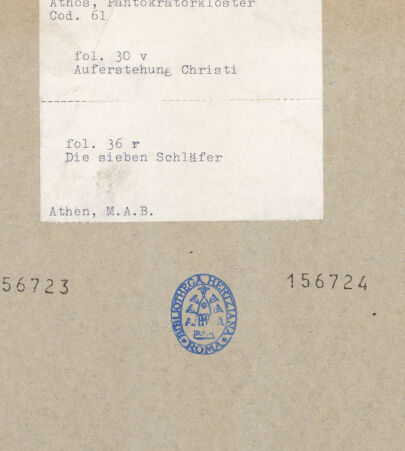 Athos, Pantokratorkloster
Cod. 61
fol. 30 v
Auferstehung Christi
fol. 36 r
Die sieben Schläfer
Athen, M.A.B.
56723
156724
BIBLIOTHECA HERTZIANA
ROMA